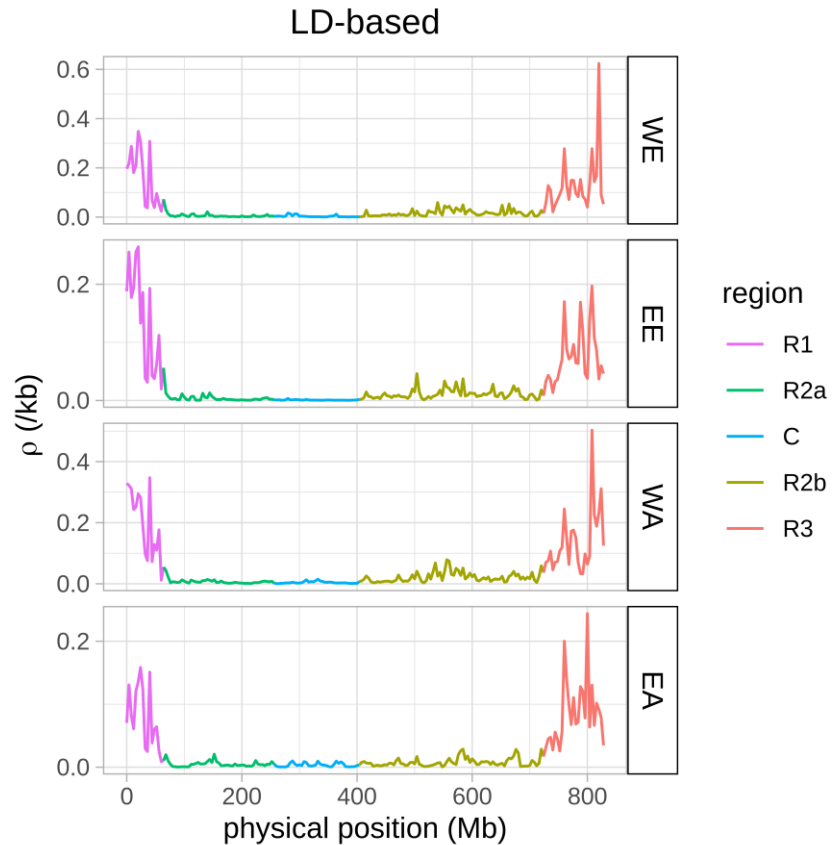 LD-based
0.6
0.4
0.2
0.0
WE
0.2
0.0
EE
0.4
0.2
0.0
WA
0.2
0.0
EA
0 200 400 600 800
physical position (Mb)
ρ (/kb)
region
R1
R2a
C
R2b
R3